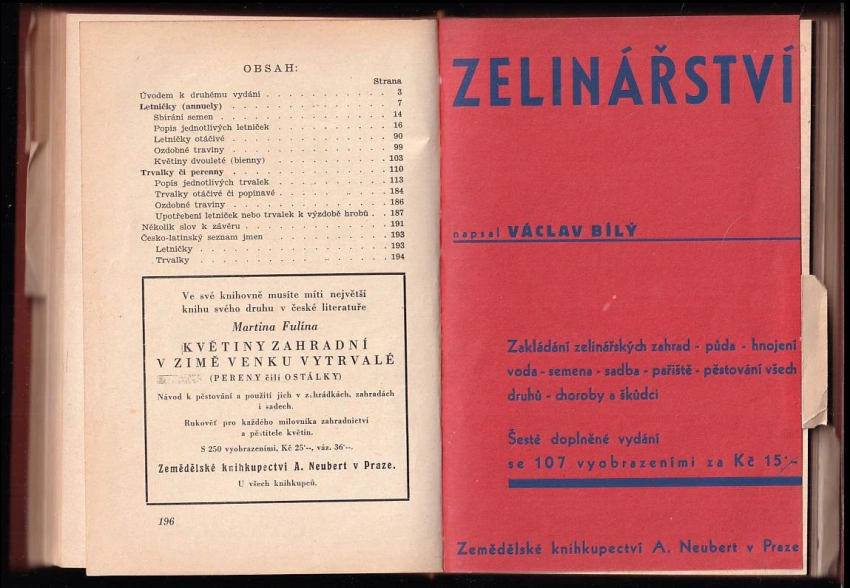 OBSAH:
Strana
Úvodem k druhému vydání . . . . . . . . . . . 3
Letničky (annuely) . . . . . . . . . . . . . 7
Sbírání semen . . . . . . . . . . . . . . 14
Popis jednotlivých letniček . . . . . . . . . . 16
Letničky otáčivé . . . . . . . . . . . . . 90
Ozdobné traviny . . . . . . . . . . . . . 99
Květiny dvouleté (bienny) . . . . . . . . . . 103
Trvalky či perenny . . . . . . . . . . . . . 110
Popis jednotlivých trvalek . . . . . . . . . . 113
Trvalky otáčivé či popínavé . . . . . . . . . 184
Ozdobné traviny . . . . . . . . . . . . . 186
Upotřebení letniček nebo trvalek k výzdobě hrobů . . 187
Několik slov k závěru . . . . . . . . . . . . 191
Česko-latinský seznam jmen . . . . . . . . . . 193
Letničky . . . . . . . . . . . . . . . 193
Trvalky . . . . . . . . . . . . . . . 194
Ve své knihovně musíte míti největší
knihu svého druhu v české literatuře
Martina Fulína
KVĚTINY ZAHRADNÍ
V ZIMĚ VENKU VYTRVALÉ
(PERENY čili OSTÁLKY)
Návod k pěstování a použití jich v zahrádkách, zahradách
i sadech.
Rukověť pro každého milovníka zahradnictví
a pěstitele květin.
S 250 vyobrazeními, Kč 25'--, váz. 36'--.
Zemědělské knihkupectví A. Neubert v Praze.
U všech knihkupců.
196
ZELINÁŘSTVÍ
napsal VÁCLAV BÍLÝ
Zakládání zelinářských zahrad - půda - hnojení
voda - semena - sadba - pařiště - pěstování všech
druhů - choroby a škůdci
Šesté doplněné vydání
se 107 vyobrazeními za Kč 15'-
Zemědělské knihkupectví A. Neubert v Praze